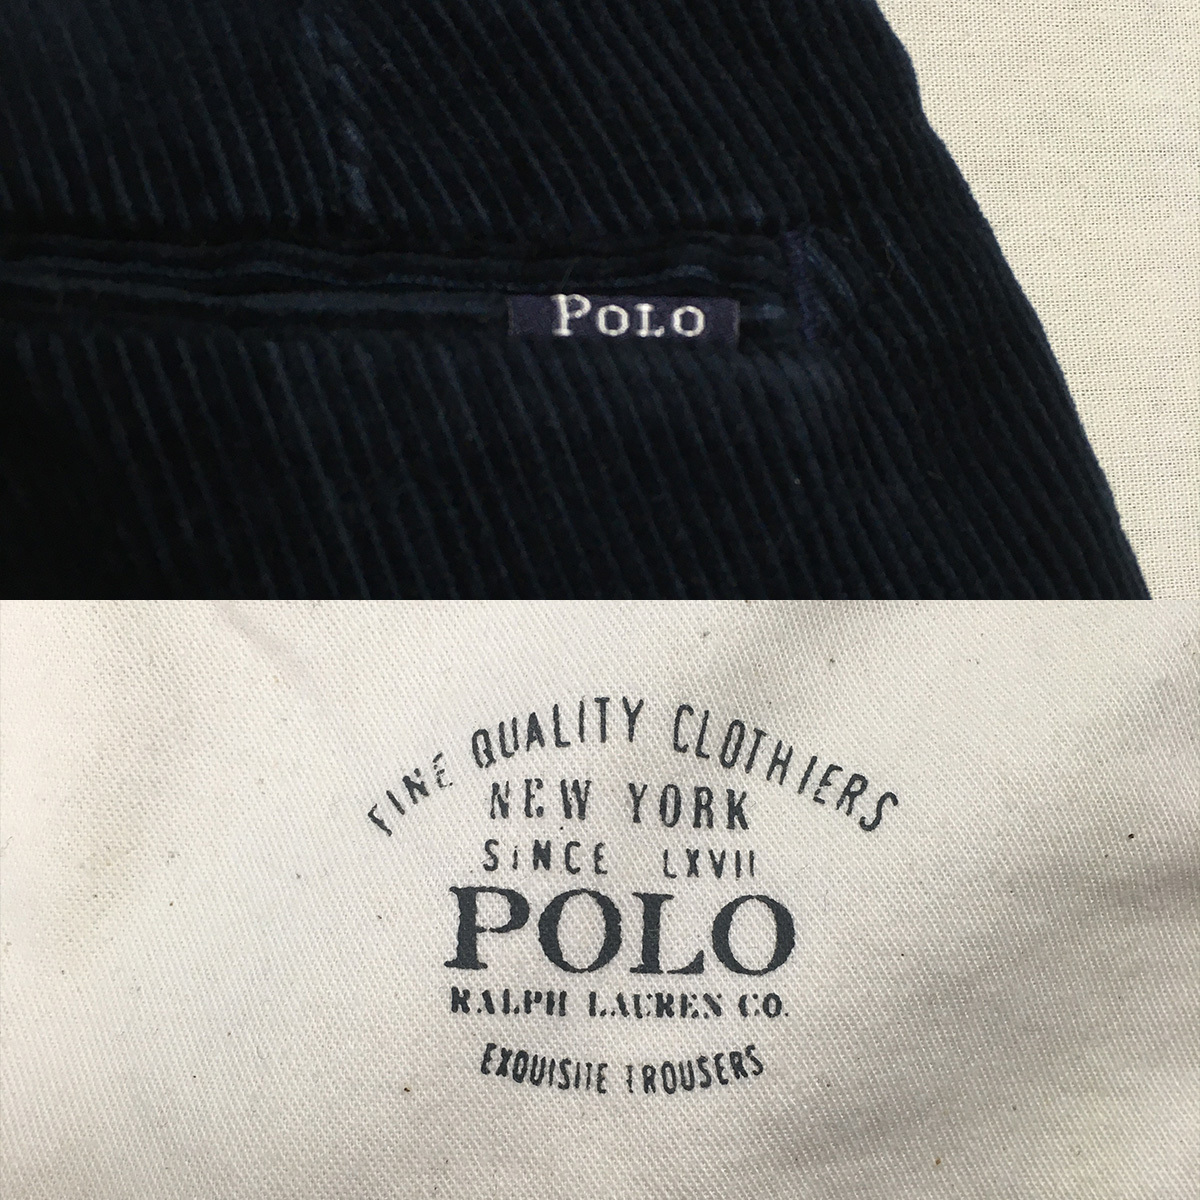 POLO
FINE QUALITY CLOTHIERS
NEW YORK
SINCE LXVII
POLO
RALPH LAUREN CO.
EXQUISITE TROUSERS